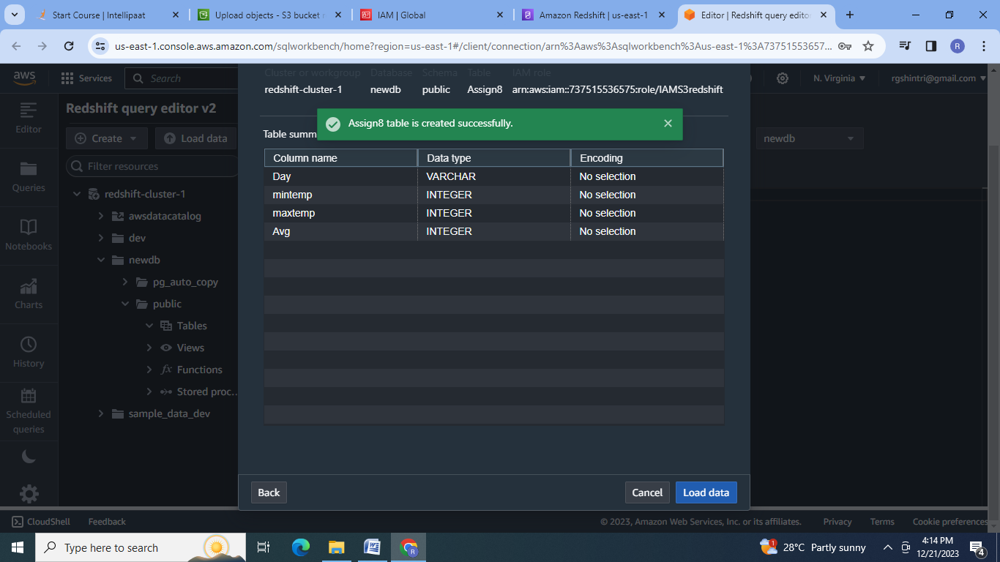 Start Course | Intellipaat
Upload objects - S3 bucket
IAM | Global
Amazon Redshift | us-east-1
Editor | Redshift query editor
us-east-1.console.aws.amazon.com/sqlworkbench/home?region=us-east-1#/client/connection/arn%3Aaws%3Asqlworkbench%3Aus-east-1%3A73751553657...
R
aws
Services
Search
N. Virginia
rgshintri@gmail.com
Cluster or workgroup Database Schema Table IAM role
redshift-cluster-1 newdb public Assign8 arn:aws:iam::737515536575:role/IAMS3redshift
Editor
Redshift query editor v2
Assign8 table is created successfully.
Table summ
Create
Load data
newdb
Column name Data type Encoding
Filter resources
Day VARCHAR No selection
Queries
redshift-cluster-1
mintemp INTEGER No selection
awsdatacatalog
maxtemp INTEGER No selection
dev
Avg INTEGER No selection
Notebooks
newdb
pg_auto_copy
Charts
public
Tables
Views
History
Functions
Stored proc...
Scheduled
queries
sample_data_dev
Back
Cancel
Load data
CloudShell
Feedback
© 2023, Amazon Web Services, Inc. or its affiliates.
Privacy
Terms
Cookie preferences
Type here to search
28°C Partly sunny
4:14 PM
12/21/2023
4